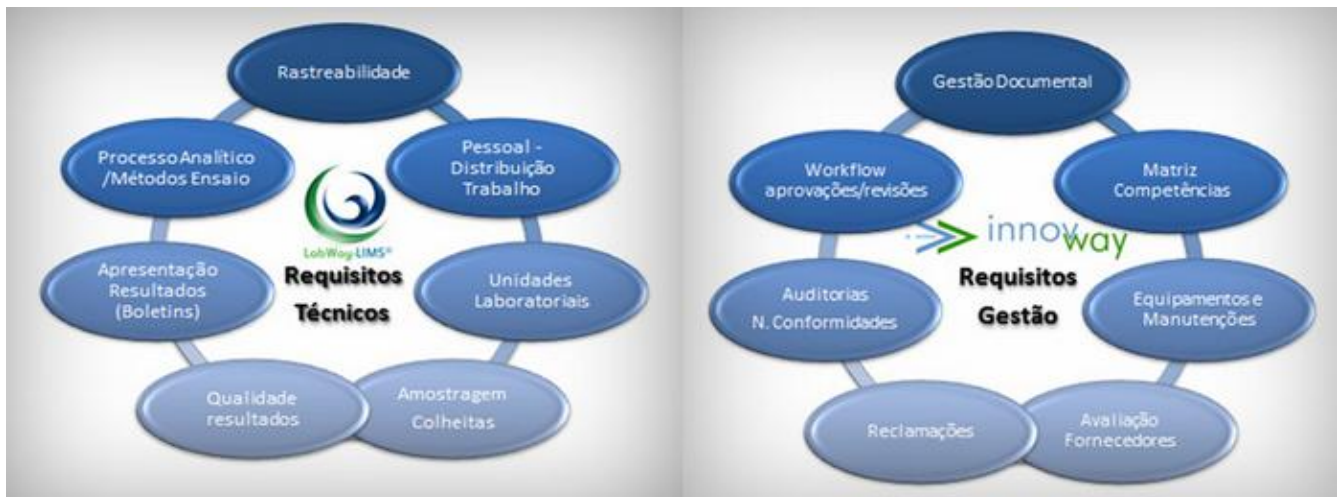 Rastreabilidade
Pessoal -
Distribuição
Trabalho
Unidades
Laboratoriais
Amostragem
Colheitas
Qualidade
resultados
Apresentação
Resultados
(Boletins)
Processo Analítico
/Métodos Ensaio
LabWay-LIMS®
Requisitos
Técnicos
Gestão Documental
Matriz
Competências
Equipamentos e
Manutenções
Avaliação
Fornecedores
Reclamações
Auditorias
N. Conformidades
Workflow
aprovações/revisões
innovway
Requisitos
Gestão